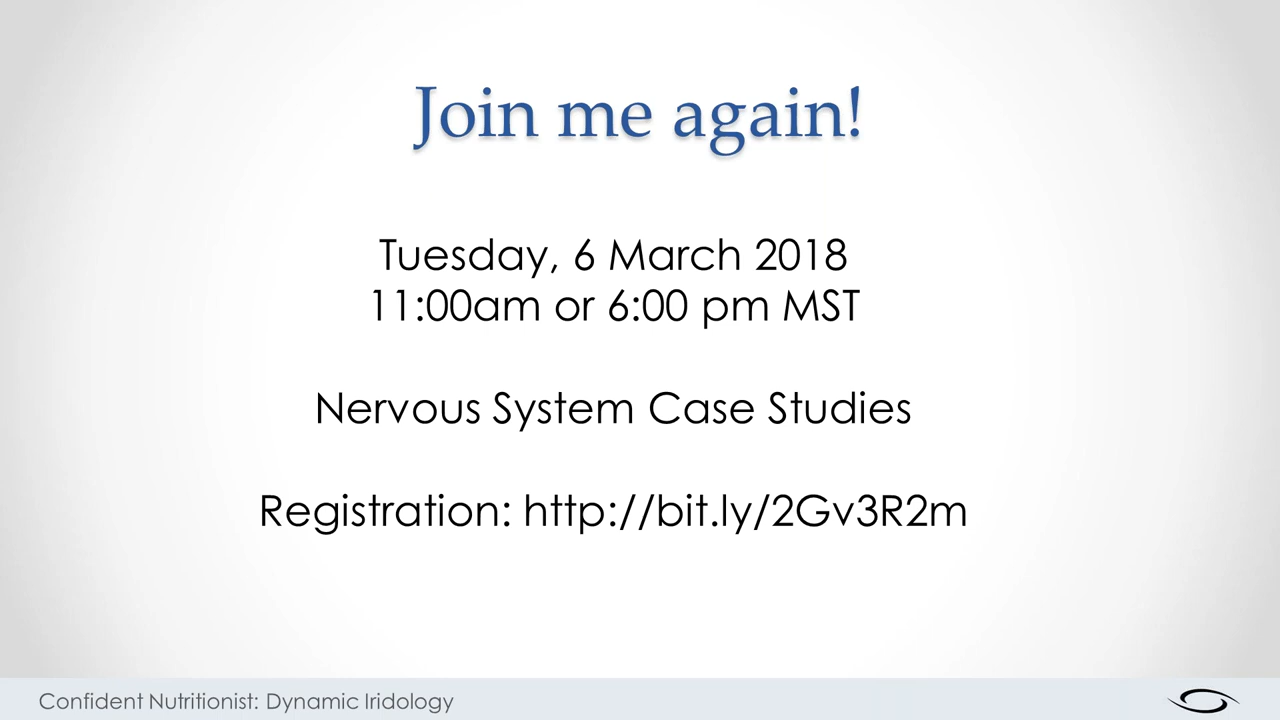 Join me again!
Tuesday, 6 March 2018
11:00am or 6:00 pm MST
Nervous System Case Studies
Registration: http://bit.ly/2Gv3R2m
Confident Nutritionist: Dynamic Iridology